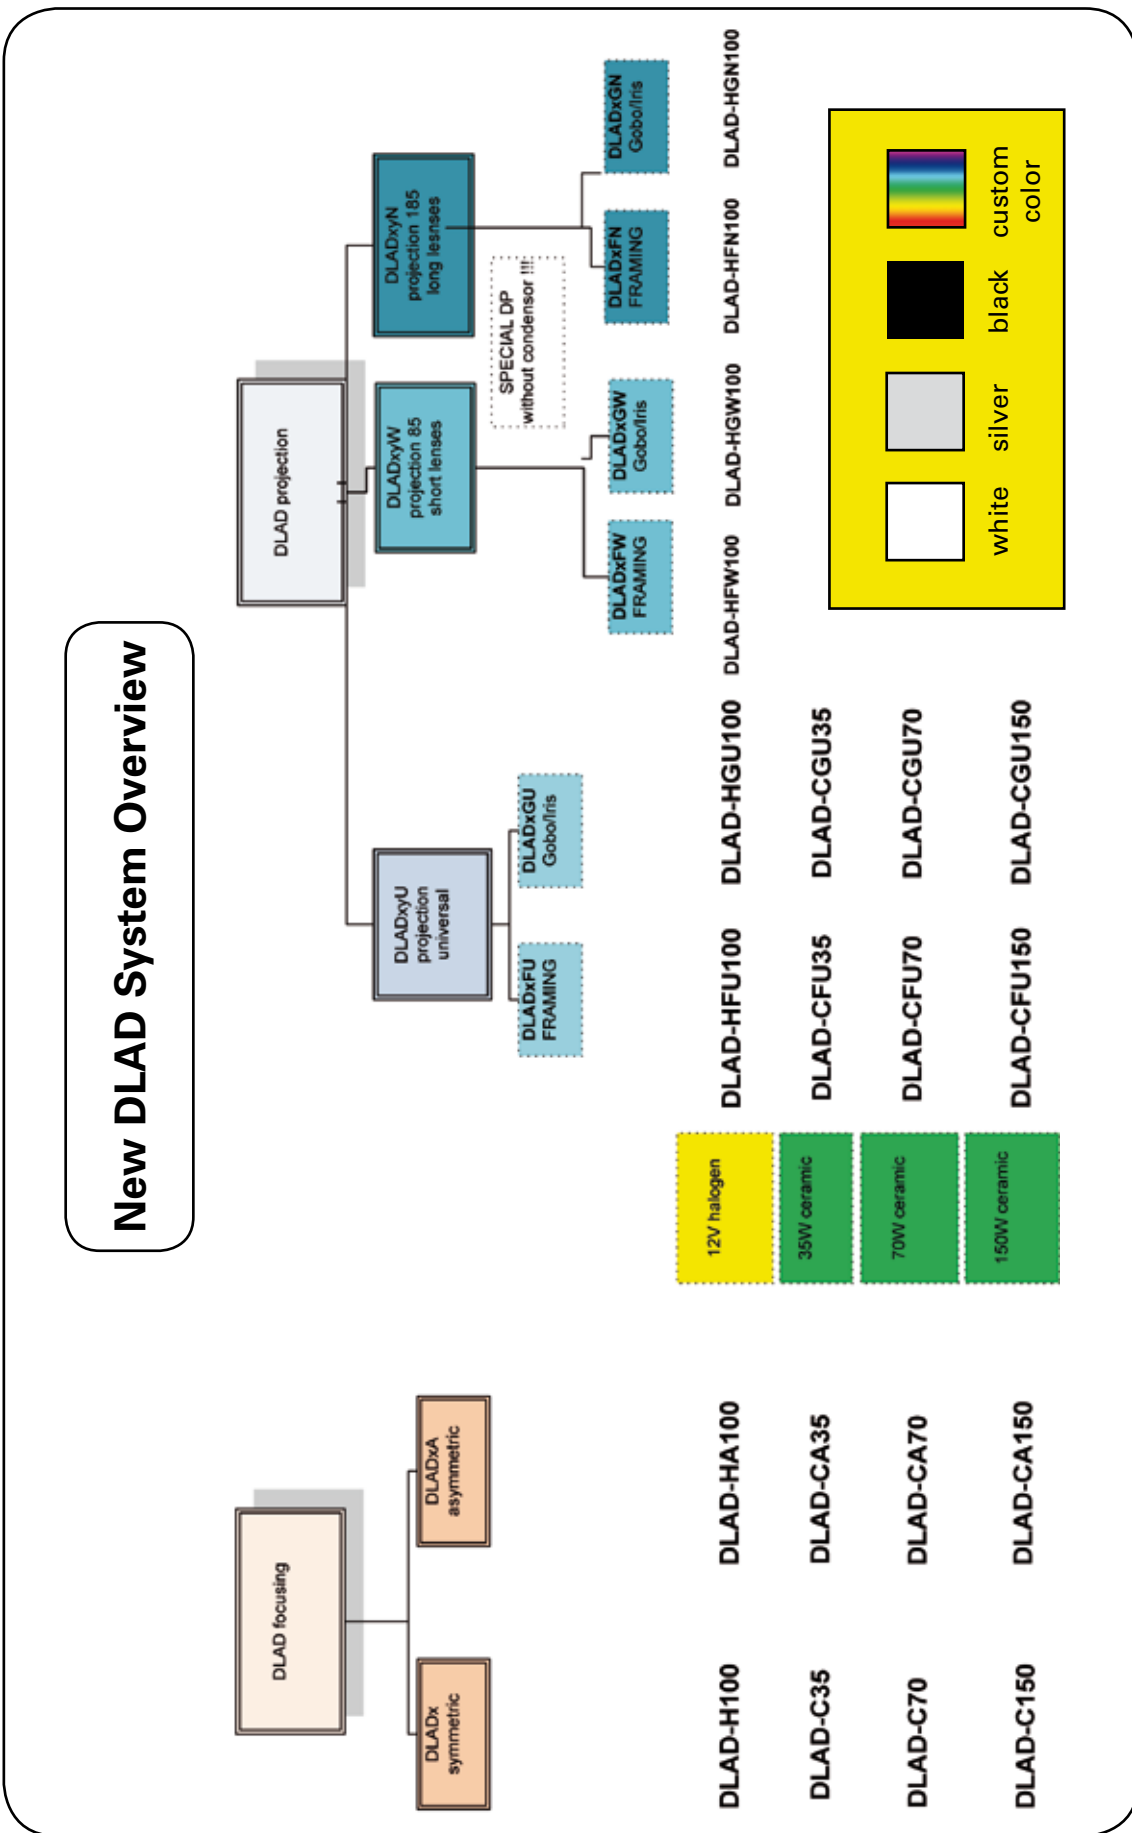 New DLAD System Overview
DLAD focusing
DLAD projection
DLADx
symmetric
DLADxA
asymmetric
DLADxyU
projection
universal
DLADxyW
projection 85
short lenses
DLADxyN
projection 185
long lesnses
SPECIAL DP
without condensor !!!
DLADxFU
FRAMING
DLADxGU
Gobo/Iris
DLADxFW
FRAMING
DLADxGW
Gobo/Iris
DLADxFN
FRAMING
DLADxGN
Gobo/Iris
DLAD-H100
DLAD-HA100
12V halogen
DLAD-HFU100
DLAD-HGU100
DLAD-HFW100
DLAD-HGW100
DLAD-HFN100
DLAD-HGN100
DLAD-C35
DLAD-CA35
35W ceramic
DLAD-CFU35
DLAD-CGU35
DLAD-C70
DLAD-CA70
70W ceramic
DLAD-CFU70
DLAD-CGU70
DLAD-C150
DLAD-CA150
150W ceramic
DLAD-CFU150
DLAD-CGU150
white
silver
black
custom
color